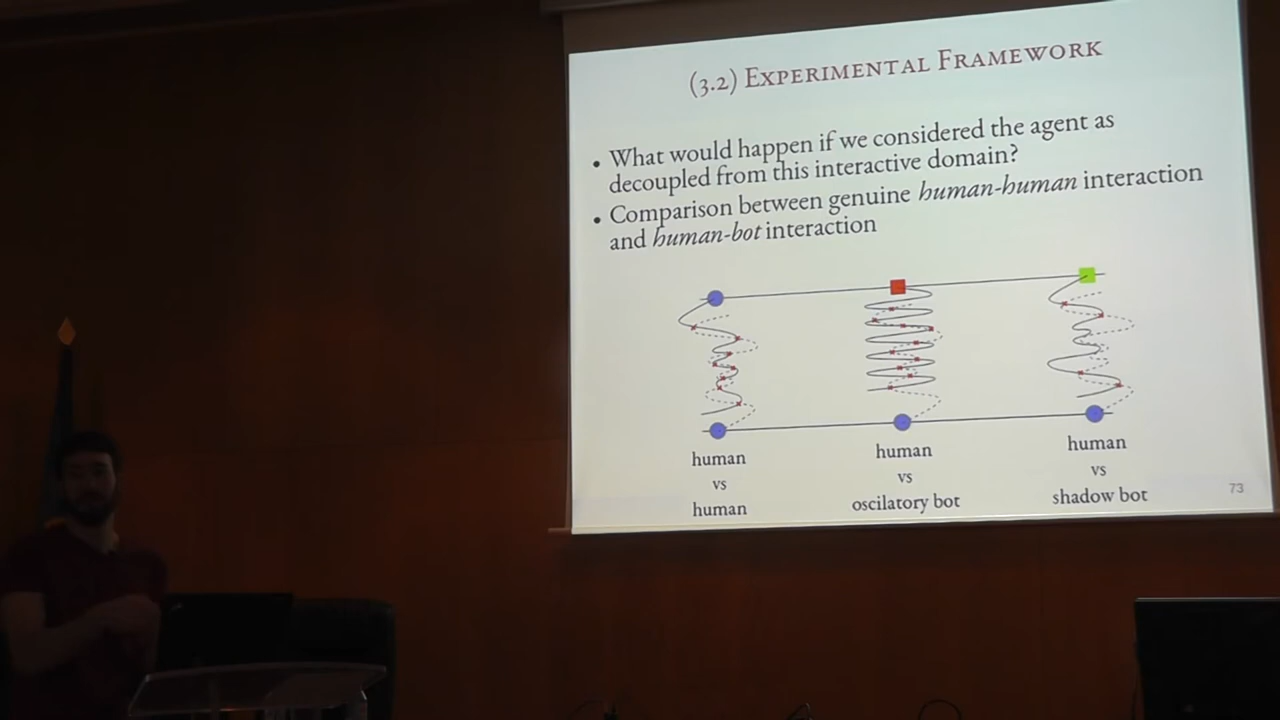 (3.2) Experimental Framework
• What would happen if we considered the agent as
decoupled from this interactive domain?
• Comparison between genuine human-human interaction
and human-bot interaction
human
vs
human
human
vs
oscilatory bot
human
vs
shadow bot
73